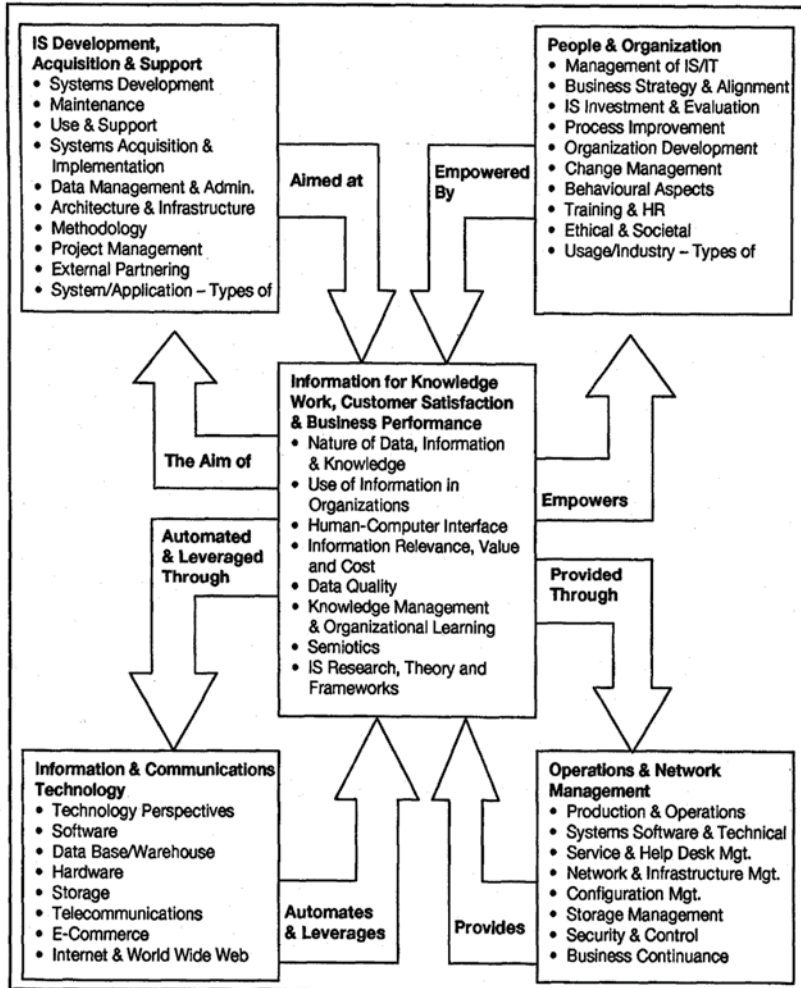 IS Development,
Acquisition & Support
• Systems Development
• Maintenance
• Use & Support
• Systems Acquisition &
Implementation
• Data Management & Admin.
• Architecture & Infrastructure
• Methodology
• Project Management
• External Partnering
• System/Application – Types of
Aimed at
Empowered
By
People & Organization
• Management of IS/IT
• Business Strategy & Alignment
• IS Investment & Evaluation
• Process Improvement
• Organization Development
• Change Management
• Behavioural Aspects
• Training & HR
• Ethical & Societal
• Usage/Industry – Types of
The Aim of
Automated
& Leveraged
Through
Information for Knowledge
Work, Customer Satisfaction
& Business Performance
• Nature of Data, Information
& Knowledge
• Use of Information in
Organizations
• Human-Computer Interface
• Information Relevance, Value
and Cost
• Data Quality
• Knowledge Management
& Organizational Learning
• Semiotics
• IS Research, Theory and
Frameworks
Empowers
Provided
Through
Information & Communications
Technology
• Technology Perspectives
• Software
• Data Base/Warehouse
• Hardware
• Storage
• Telecommunications
• E-Commerce
• Internet & World Wide Web
Automates
& Leverages
Provides
Operations & Network
Management
• Production & Operations
• Systems Software & Technical
• Service & Help Desk Mgt.
• Network & Infrastructure Mgt.
• Configuration Mgt.
• Storage Management
• Security & Control
• Business Continuance